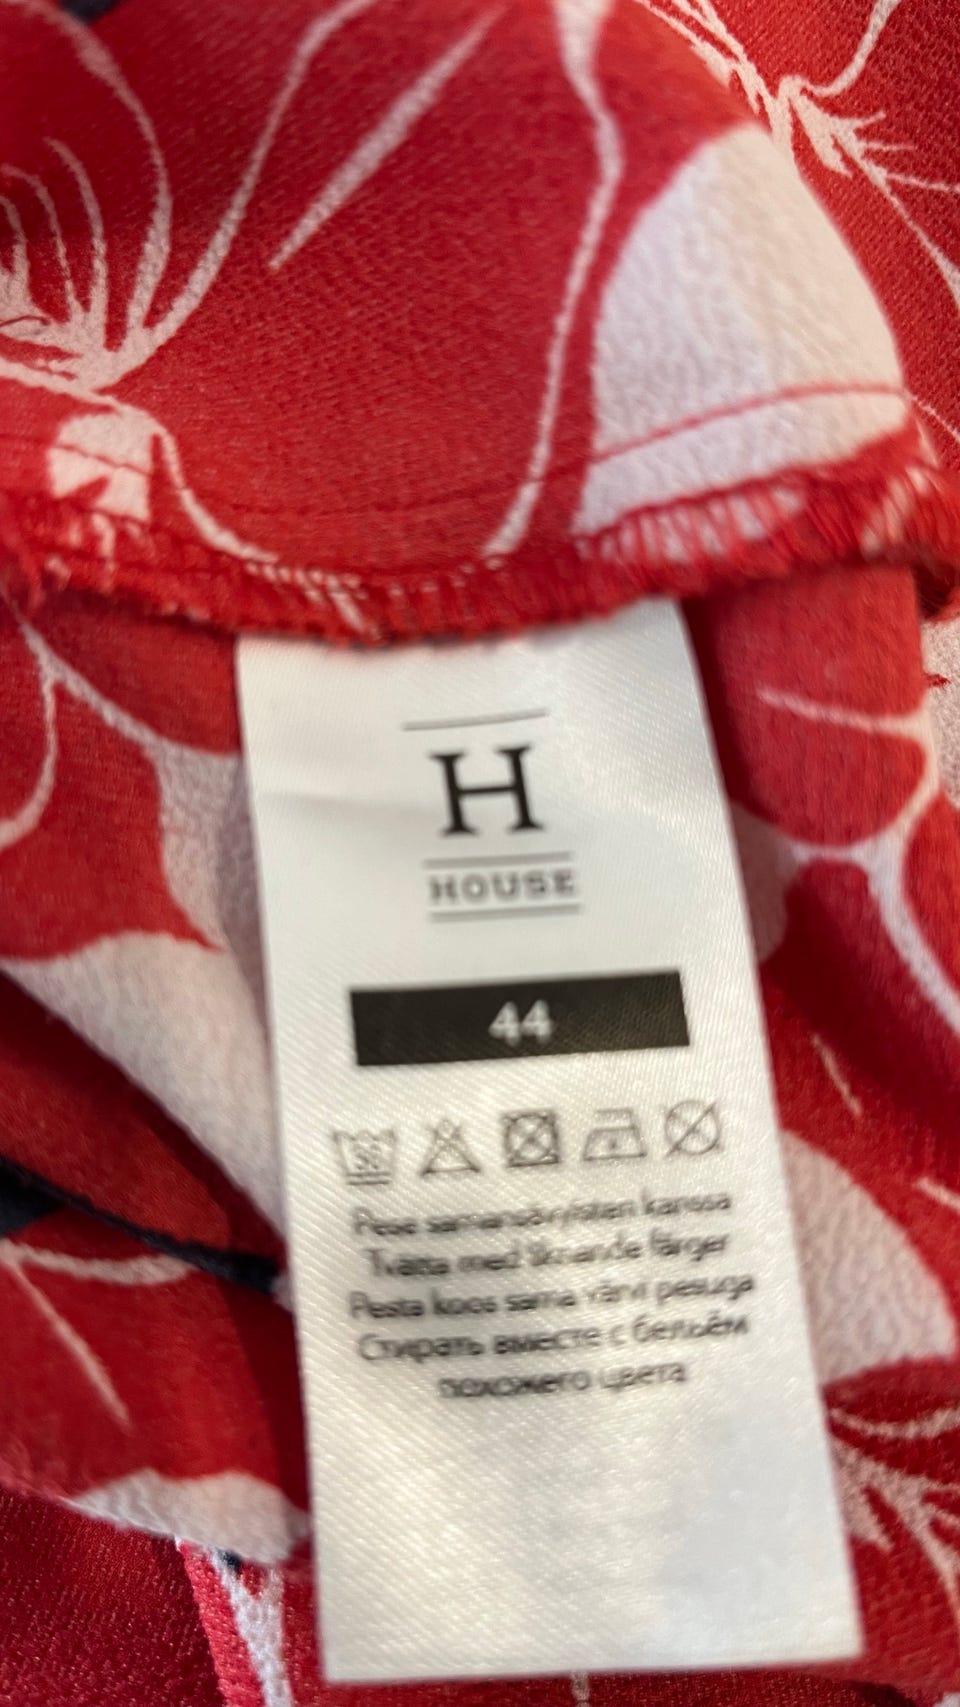 H
HOUSE
44
30
Pese samansävyisten kanssa
Tvätta med liknande färger
Pesta koos sama värvi pesuga
Стирать вместе с бельём
похожего цвета